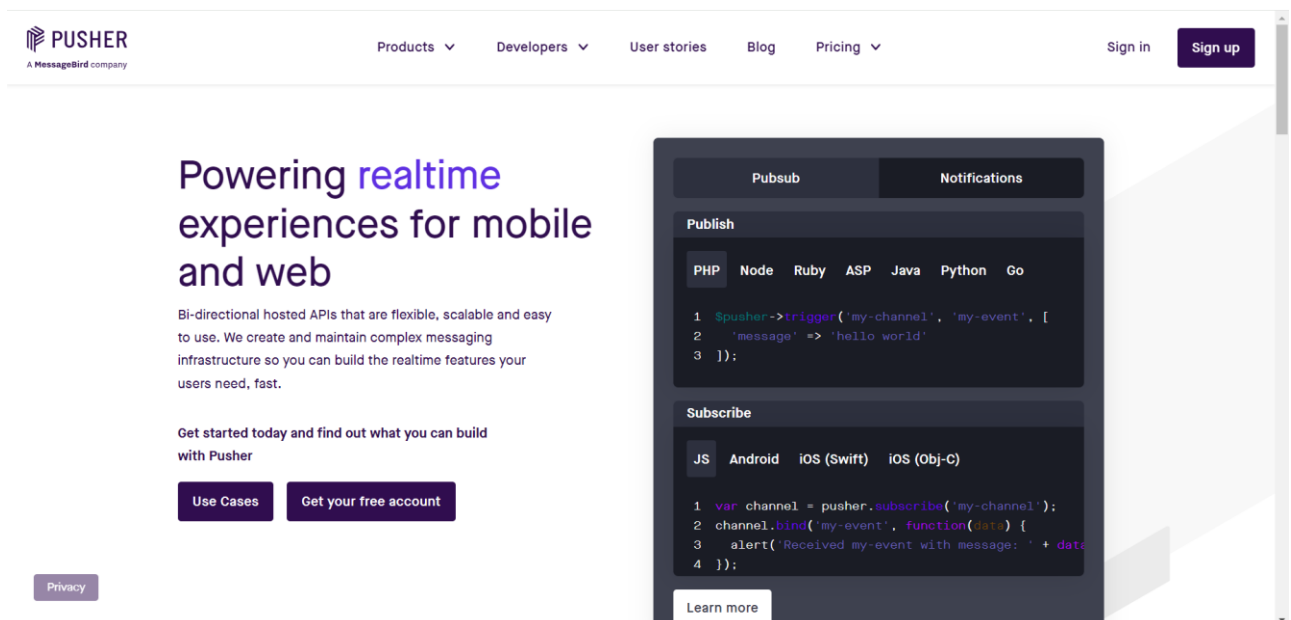 PUSHER
A MessageBird company
Products
Developers
User stories
Blog
Pricing
Sign in
Sign up
Powering realtime
experiences for mobile
and web
Bi-directional hosted APIs that are flexible, scalable and easy
to use. We create and maintain complex messaging
infrastructure so you can build the realtime features your
users need, fast.
Get started today and find out what you can build
with Pusher
Use Cases
Get your free account
Privacy
Pubsub
Notifications
Publish
PHP Node Ruby ASP Java Python Go
1 $pusher->trigger('my-channel', 'my-event', [
2 'message' => 'hello world'
3 ]);
Subscribe
JS Android iOS (Swift) iOS (Obj-C)
1 var channel = pusher.subscribe('my-channel');
2 channel.bind('my-event', function(data) {
3 alert('Received my-event with message: ' + data
4 });
Learn more